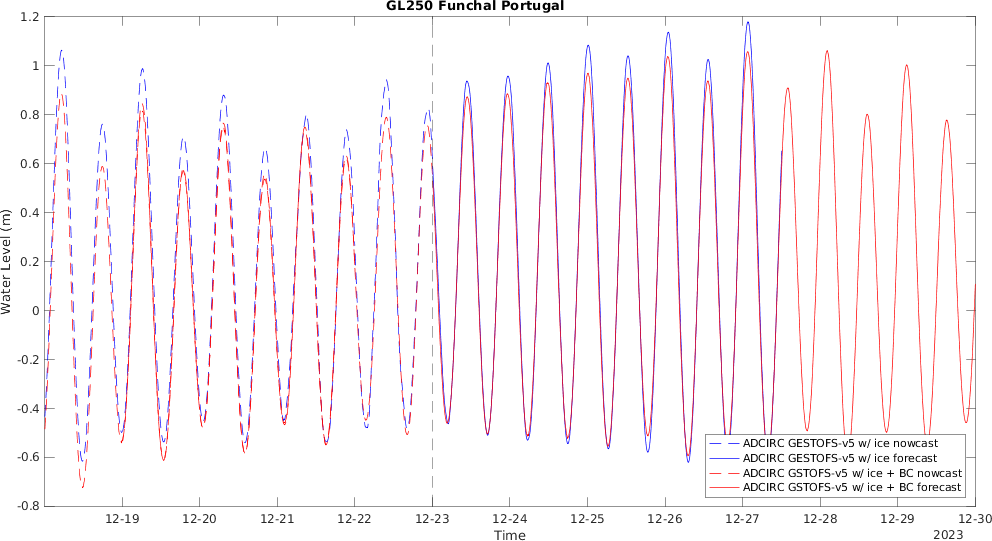 GL250 Funchal Portugal
1.2
1
0.8
0.6
0.4
0.2
0
-0.2
-0.4
-0.6
-0.8
Water Level (m)
ADCIRC GESTOFS-v5 w/ ice nowcast
ADCIRC GESTOFS-v5 w/ ice forecast
ADCIRC GSTOFS-v5 w/ ice + BC nowcast
ADCIRC GSTOFS-v5 w/ ice + BC forecast
12-19 12-20 12-21 12-22 12-23 12-24 12-25 12-26 12-27 12-28 12-29 12-30
Time
2023